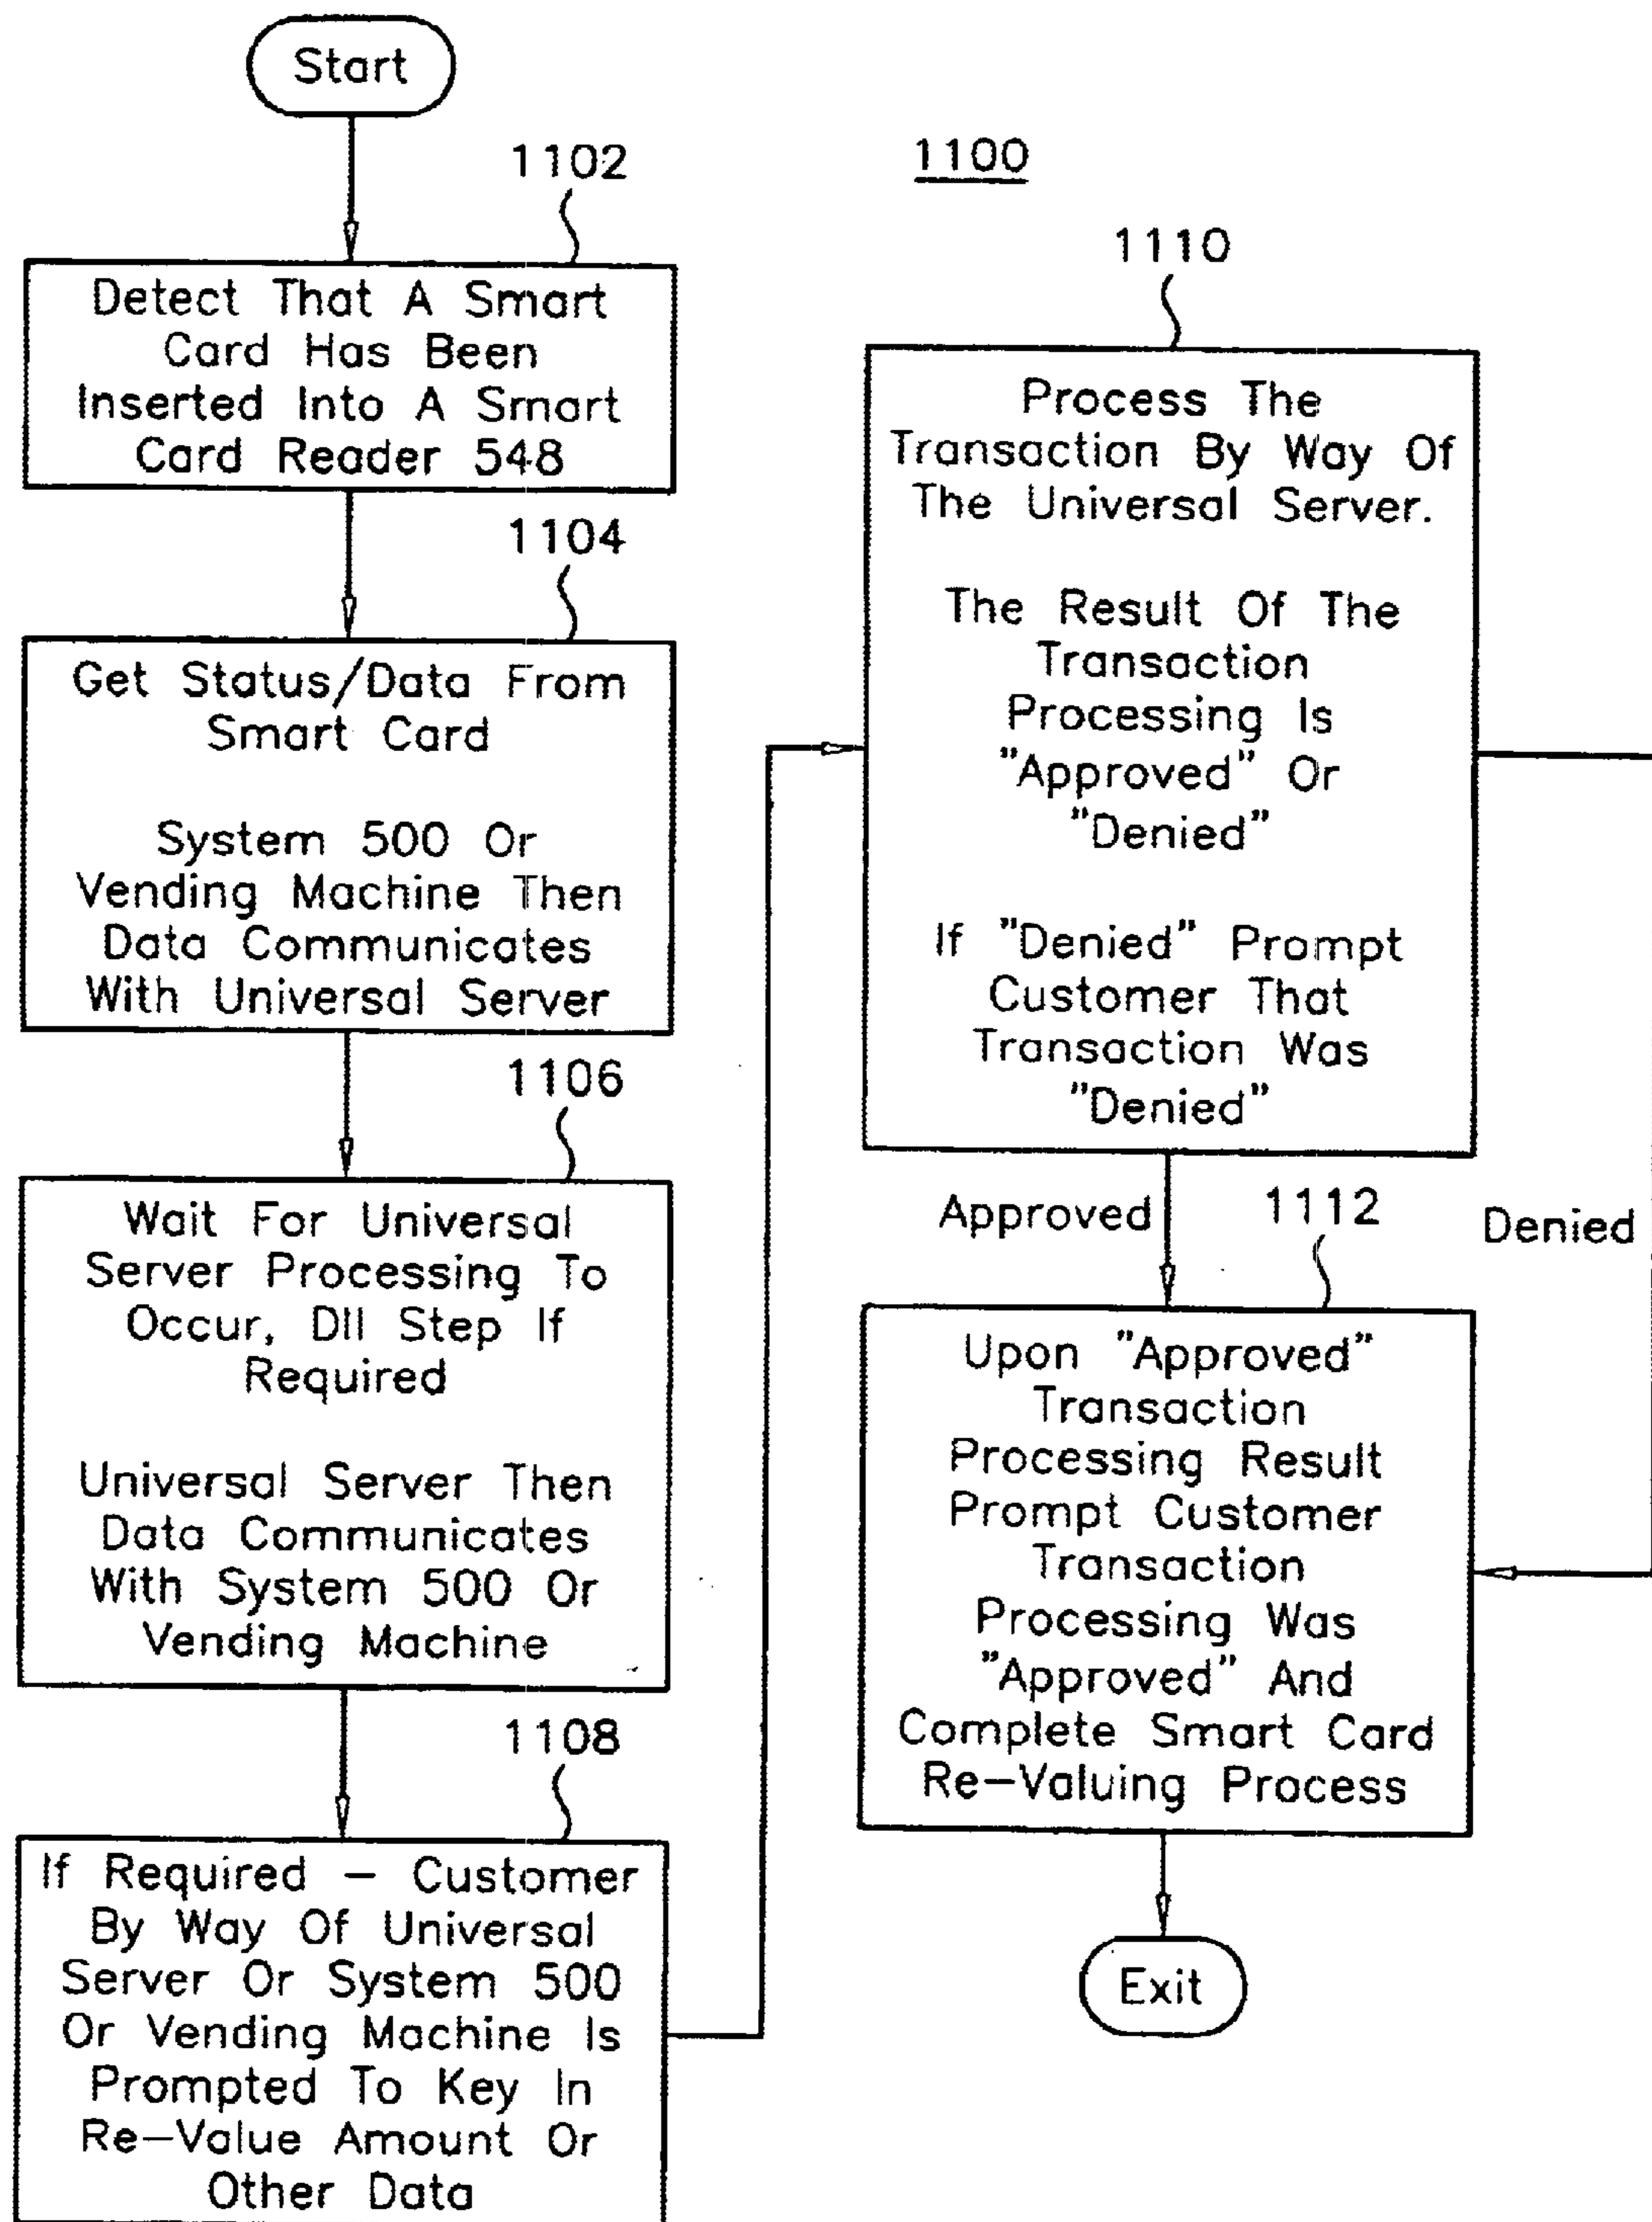 Start
1102
Detect That A Smart
Card Has Been
Inserted Into A Smart
Card Reader 548
1104
Get Status/Data From
Smart Card
System 500 Or
Vending Machine Then
Data Communicates
With Universal Server
1106
Wait For Universal
Server Processing To
Occur, DII Step If
Required
Universal Server Then
Data Communicates
With System 500 Or
Vending Machine
1108
If Required – Customer
By Way Of Universal
Server Or System 500
Or Vending Machine Is
Prompted To Key In
Re–Value Amount Or
Other Data
1100
1110
Process The
Transaction By Way Of
The Universal Server.
The Result Of The
Transaction
Processing Is
"Approved" Or
"Denied"
If "Denied" Prompt
Customer That
Transaction Was
"Denied"
Approved
1112
Denied
Upon "Approved"
Transaction
Processing Result
Prompt Customer
Transaction
Processing Was
"Approved" And
Complete Smart Card
Re–Valuing Process
Exit